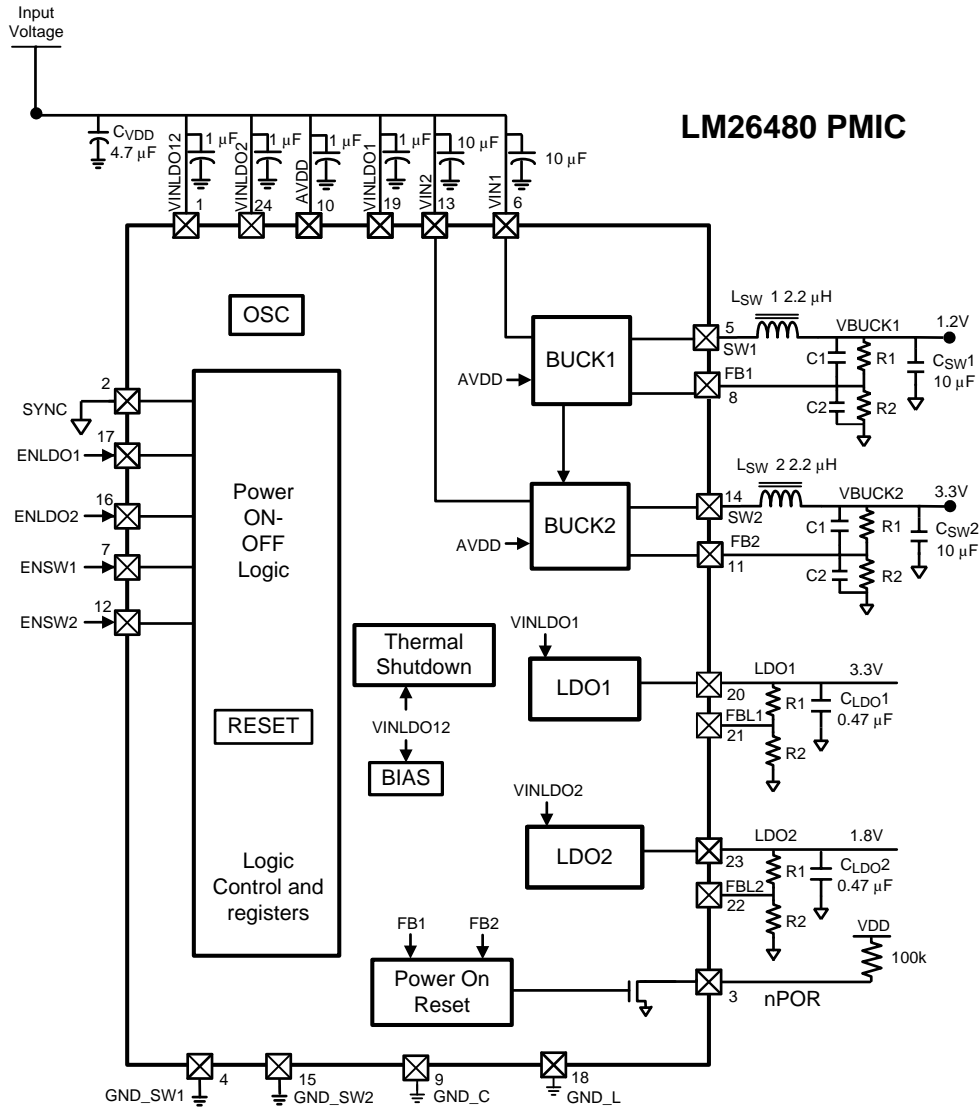 Input
Voltage
LM26480 PMIC
CVDD
4.7 µF
1 µF
1 µF
1 µF
1 µF
10 µF
10 µF
VINLDO12
VINLDO2
AVDD
VINLDO1
VIN2
VIN1
1
24
10
19
13
6
OSC
LSW 1 2.2 µH
5
SW1
VBUCK1
1.2V
BUCK1
AVDD
FB1
8
C1
R1
C2
R2
CSW1
10 µF
2
SYNC
17
ENLDO1
16
ENLDO2
7
ENSW1
12
ENSW2
Power
ON-
OFF
Logic
RESET
Logic
Control and
registers
LSW 2 2.2 µH
14
SW2
VBUCK2
3.3V
BUCK2
AVDD
FB2
11
C1
R1
C2
R2
CSW2
10 µF
Thermal
Shutdown
VINLDO12
BIAS
VINLDO1
LDO1
LDO1
3.3V
20
FBL1
21
R1
R2
CLDO1
0.47 µF
VINLDO2
LDO2
LDO2
1.8V
23
FBL2
22
R1
R2
CLDO2
0.47 µF
FB1
FB2
Power On
Reset
VDD
100k
3
nPOR
GND_SW1
4
15
GND_SW2
9
GND_C
18
GND_L